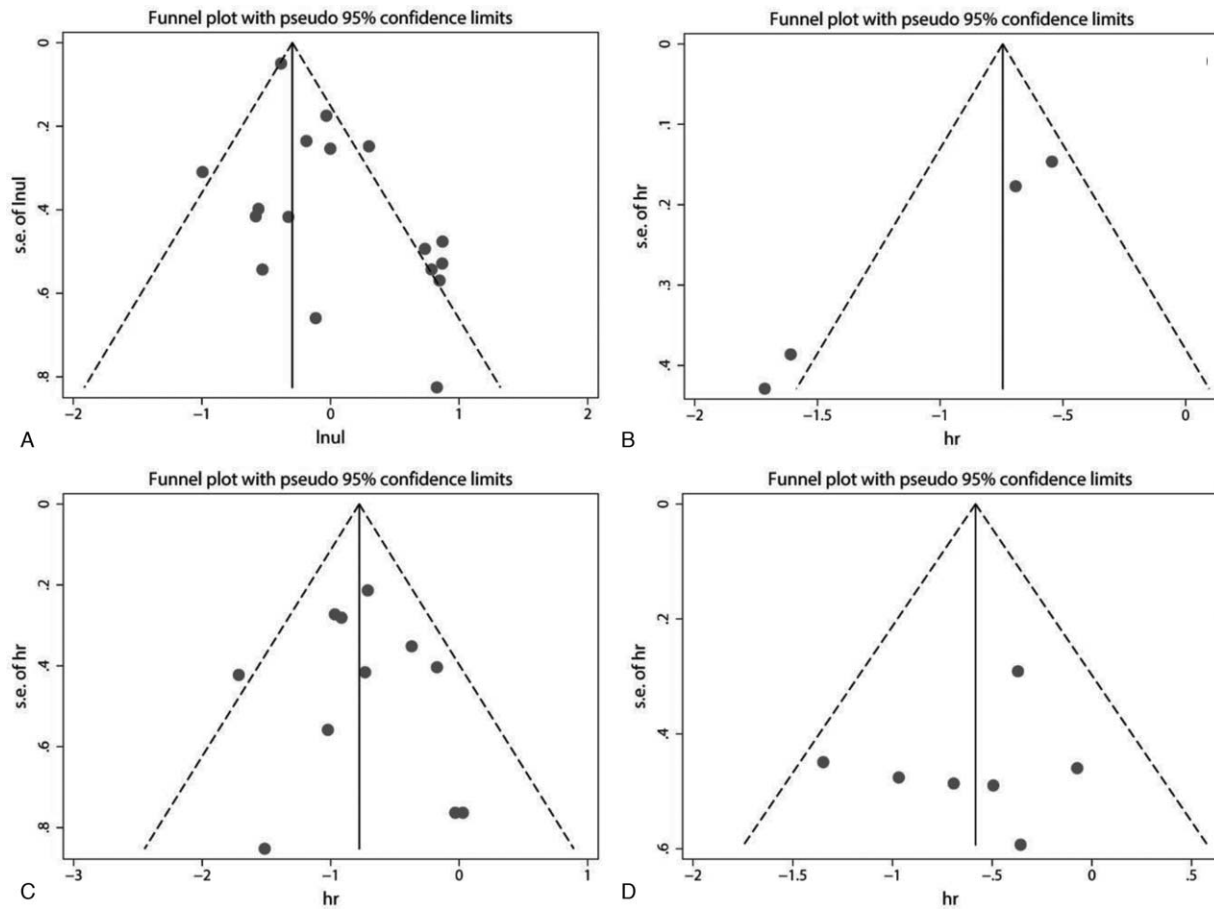 Funnel plot with pseudo 95% confidence limits
0
.2
.4
.6
.8
s.e. of lnul
−2
−1
0
1
2
lnul
A
Funnel plot with pseudo 95% confidence limits
0
.1
.2
.3
.4
s.e. of hr
−2
−1.5
−1
−.5
0
hr
B
Funnel plot with pseudo 95% confidence limits
0
.2
.4
.6
.8
s.e. of hr
−3
−2
−1
0
1
hr
C
Funnel plot with pseudo 95% confidence limits
0
.2
.4
.6
s.e. of hr
−2
−1.5
−1
−.5
0
.5
hr
D